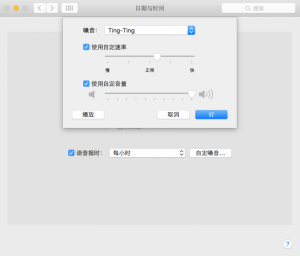 日期与时间
搜索
嗓音：
Ting-Ting
使用自定速率
慢
正常
快
使用自定音量
播放
取消
好
语音报时：
每小时
自定嗓音...
?